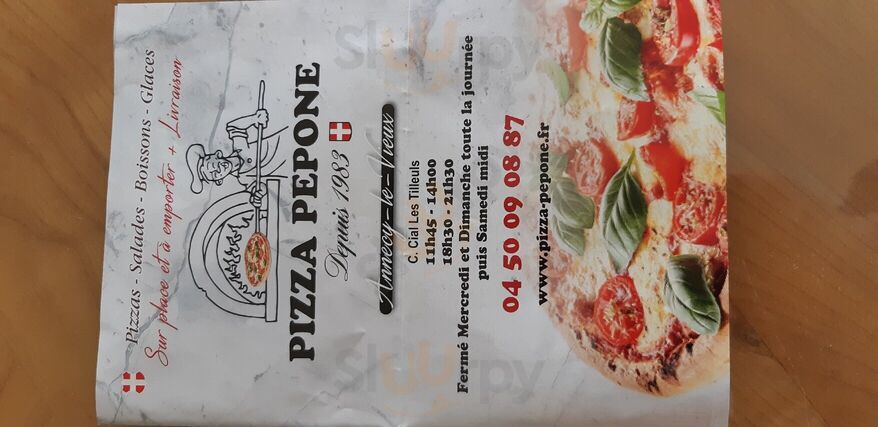 Pizzas - Salades - Boissons - Glaces
Sur place et à emporter + Livraison
PIZZA PEPONE
Depuis 1983
Annecy-le-Vieux
C. Cial Les Tilleuls
11h45 - 14h00
18h30 - 21h30
Fermé Mercredi et Dimanche toute la journée
puis Samedi midi
04 50 09 08 87
www.pizza-pepone.fr
Sluurpy
Sluurpy